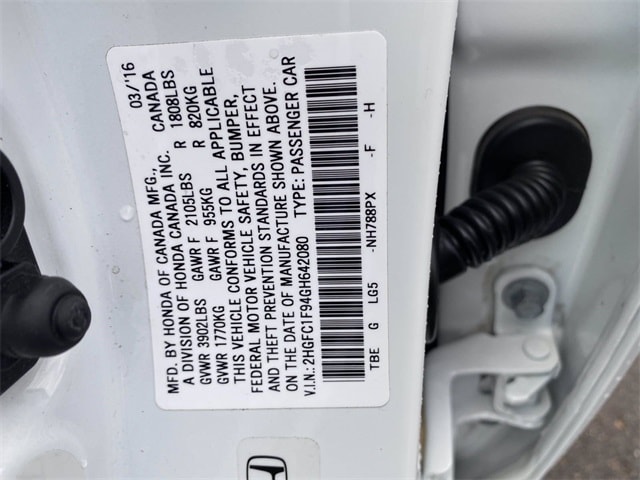 MFD. BY HONDA OF CANADA MFG., 03/'16
A DIVISION OF HONDA CANADA INC. CANADA
GVWR 3902LBS GAWR F 2105LBS R 1808LBS
GVWR 1770KG GAWR F 955KG R 820KG
THIS VEHICLE CONFORMS TO ALL APPLICABLE
FEDERAL MOTOR VEHICLE SAFETY, BUMPER,
AND THEFT PREVENTION STANDARDS IN EFFECT
ON THE DATE OF MANUFACTURE SHOWN ABOVE.
V.I.N.: 2HGFC1F94GH642080 TYPE: PASSENGER CAR
TBE G LG5 -NH788PX -F -H